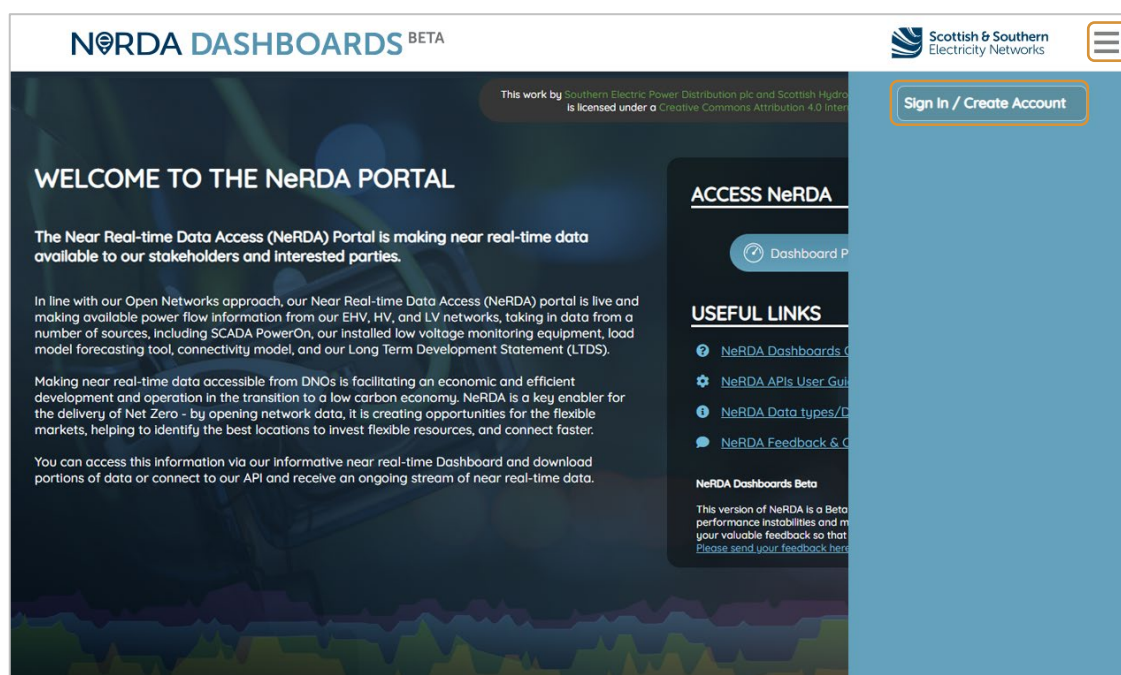 NeRDA DASHBOARDS BETA
Scottish & Southern
Electricity Networks
This work by Southern Electric Power Distribution plc and Scottish Hydro
is licensed under a Creative Commons Attribution 4.0
Sign In / Create Account
WELCOME TO THE NeRDA PORTAL
The Near Real-time Data Access (NeRDA) Portal is making near real-time data
available to our stakeholders and interested parties.
In line with our Open Networks approach, our Near Real-time Data Access (NeRDA) portal is live and
making available power flow information from our EHV, HV, and LV networks, taking in data from a
number of sources, including SCADA PowerOn, our installed low voltage monitoring equipment, load
model forecasting tool, connectivity model, and our Long Term Development Statement (LTDS).
Making near real-time data accessible from DNOs is facilitating an economic and efficient
development and operation in the transition to a low carbon economy. NeRDA is a key enabler for
the delivery of Net Zero - by opening network data, it is creating opportunities for the flexible
markets, helping to identify the best locations to invest flexible resources, and connect faster.
You can access this information via our informative near real-time Dashboard and download
portions of data or connect to our API and receive an ongoing stream of near real-time data.
ACCESS NeRDA
Dashboard P
USEFUL LINKS
NeRDA Dashboards
NeRDA APIs User Gui
NeRDA Data types/D
NeRDA Feedback &
NeRDA Dashboards Beta
This version of NeRDA is a Beta
performance instabilities and m
your valuable feedback so that
Please send your feedback here